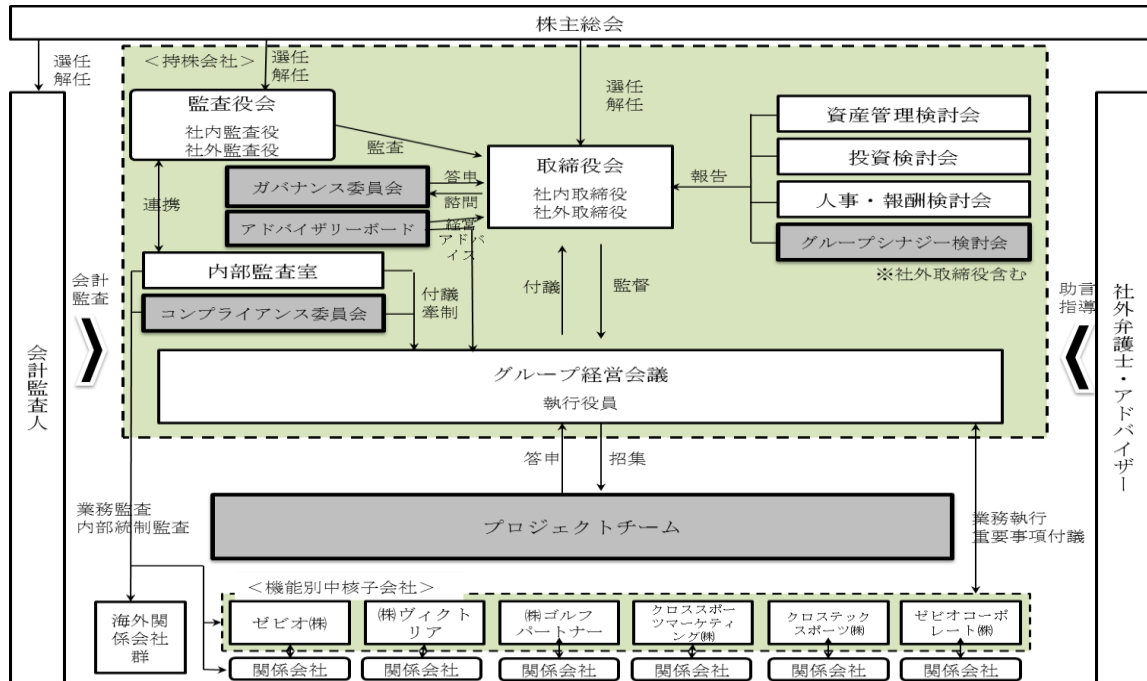 株主総会
選任
解任
＜持株会社＞
選任
解任
選任
解任
監査役会
社内監査役
社外監査役
監査
資産管理検討会
投資検討会
人事・報酬検討会
グループシナジー検討会
※社外取締役含む
報告
取締役会
社内取締役
社外取締役
ガバナンス委員会
答申
諮問
アドバイザリーボード
経営
アドバ
イス
連携
内部監査室
コンプライアンス委員会
付議
牽制
付議
監督
会計
監査
助言
指導
会計監査人
社外弁護士・アドバイザー
グループ経営会議
執行役員
答申
招集
プロジェクトチーム
業務監査
内部統制監査
業務執行
重要事項付議
＜機能別中核子会社＞
海外関
係会社
群
ゼビオ㈱
㈱ヴィクト
リア
㈱ゴルフ
パートナー
クロススポー
ツマーケティ
ング㈱
クロステック
スポーツ㈱
ゼビオコーポ
レート㈱
関係会社
関係会社
関係会社
関係会社
関係会社
関係会社